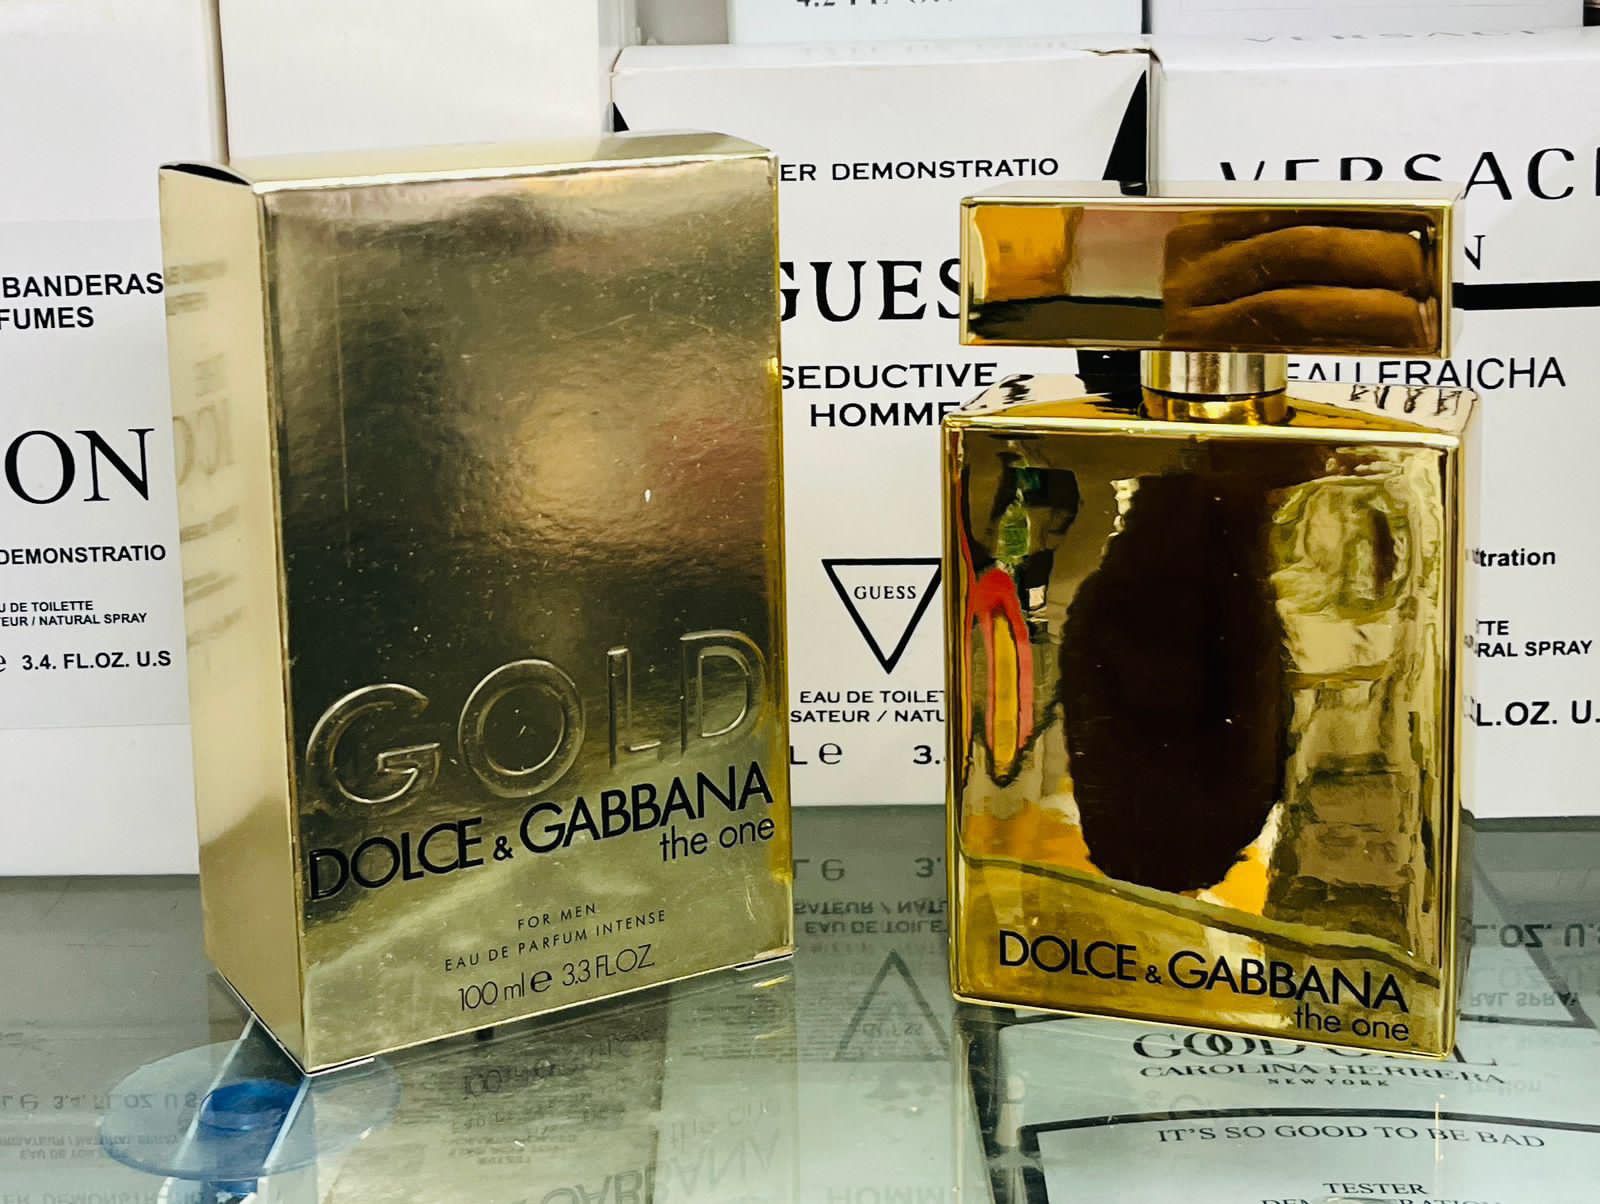 GOLD
DOLCE & GABBANA
the one
FOR MEN
EAU DE PARFUM INTENSE
100 ml e 3.3 FL.OZ.
DOLCE & GABBANA
the one
BANDERAS
FUMES
ON
DEMONSTRATIO
U DE TOILETTE
TEUR / NATURAL SPRAY
e 3.4. FL.OZ. U.S
ER DEMONSTRATIO
GUES
SEDUCTIVE
HOMME
GUESS
EAU DE TOILET
SATEUR / NATU
L e 3.
VERSAC
N
EAU FRAICHA
tration
TTE
RAL SPRAY
L.OZ. U.
CAROLINA HERRERA
NEW YORK
IT'S SO GOOD TO BE BAD
TESTER